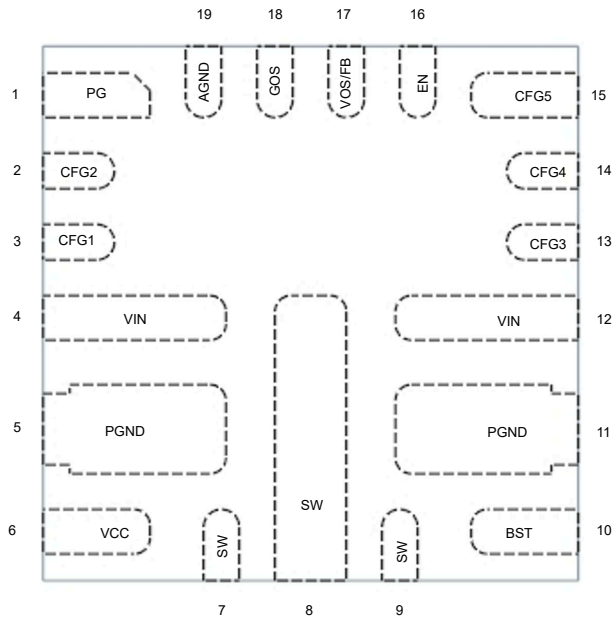 19 18 17 16
AGND GOS VOS/FB EN
1 PG CFG5 15
2 CFG2 CFG4 14
3 CFG1 CFG3 13
4 VIN VIN 12
5 PGND PGND 11
6 VCC SW SW SW BST 10
7 8 9